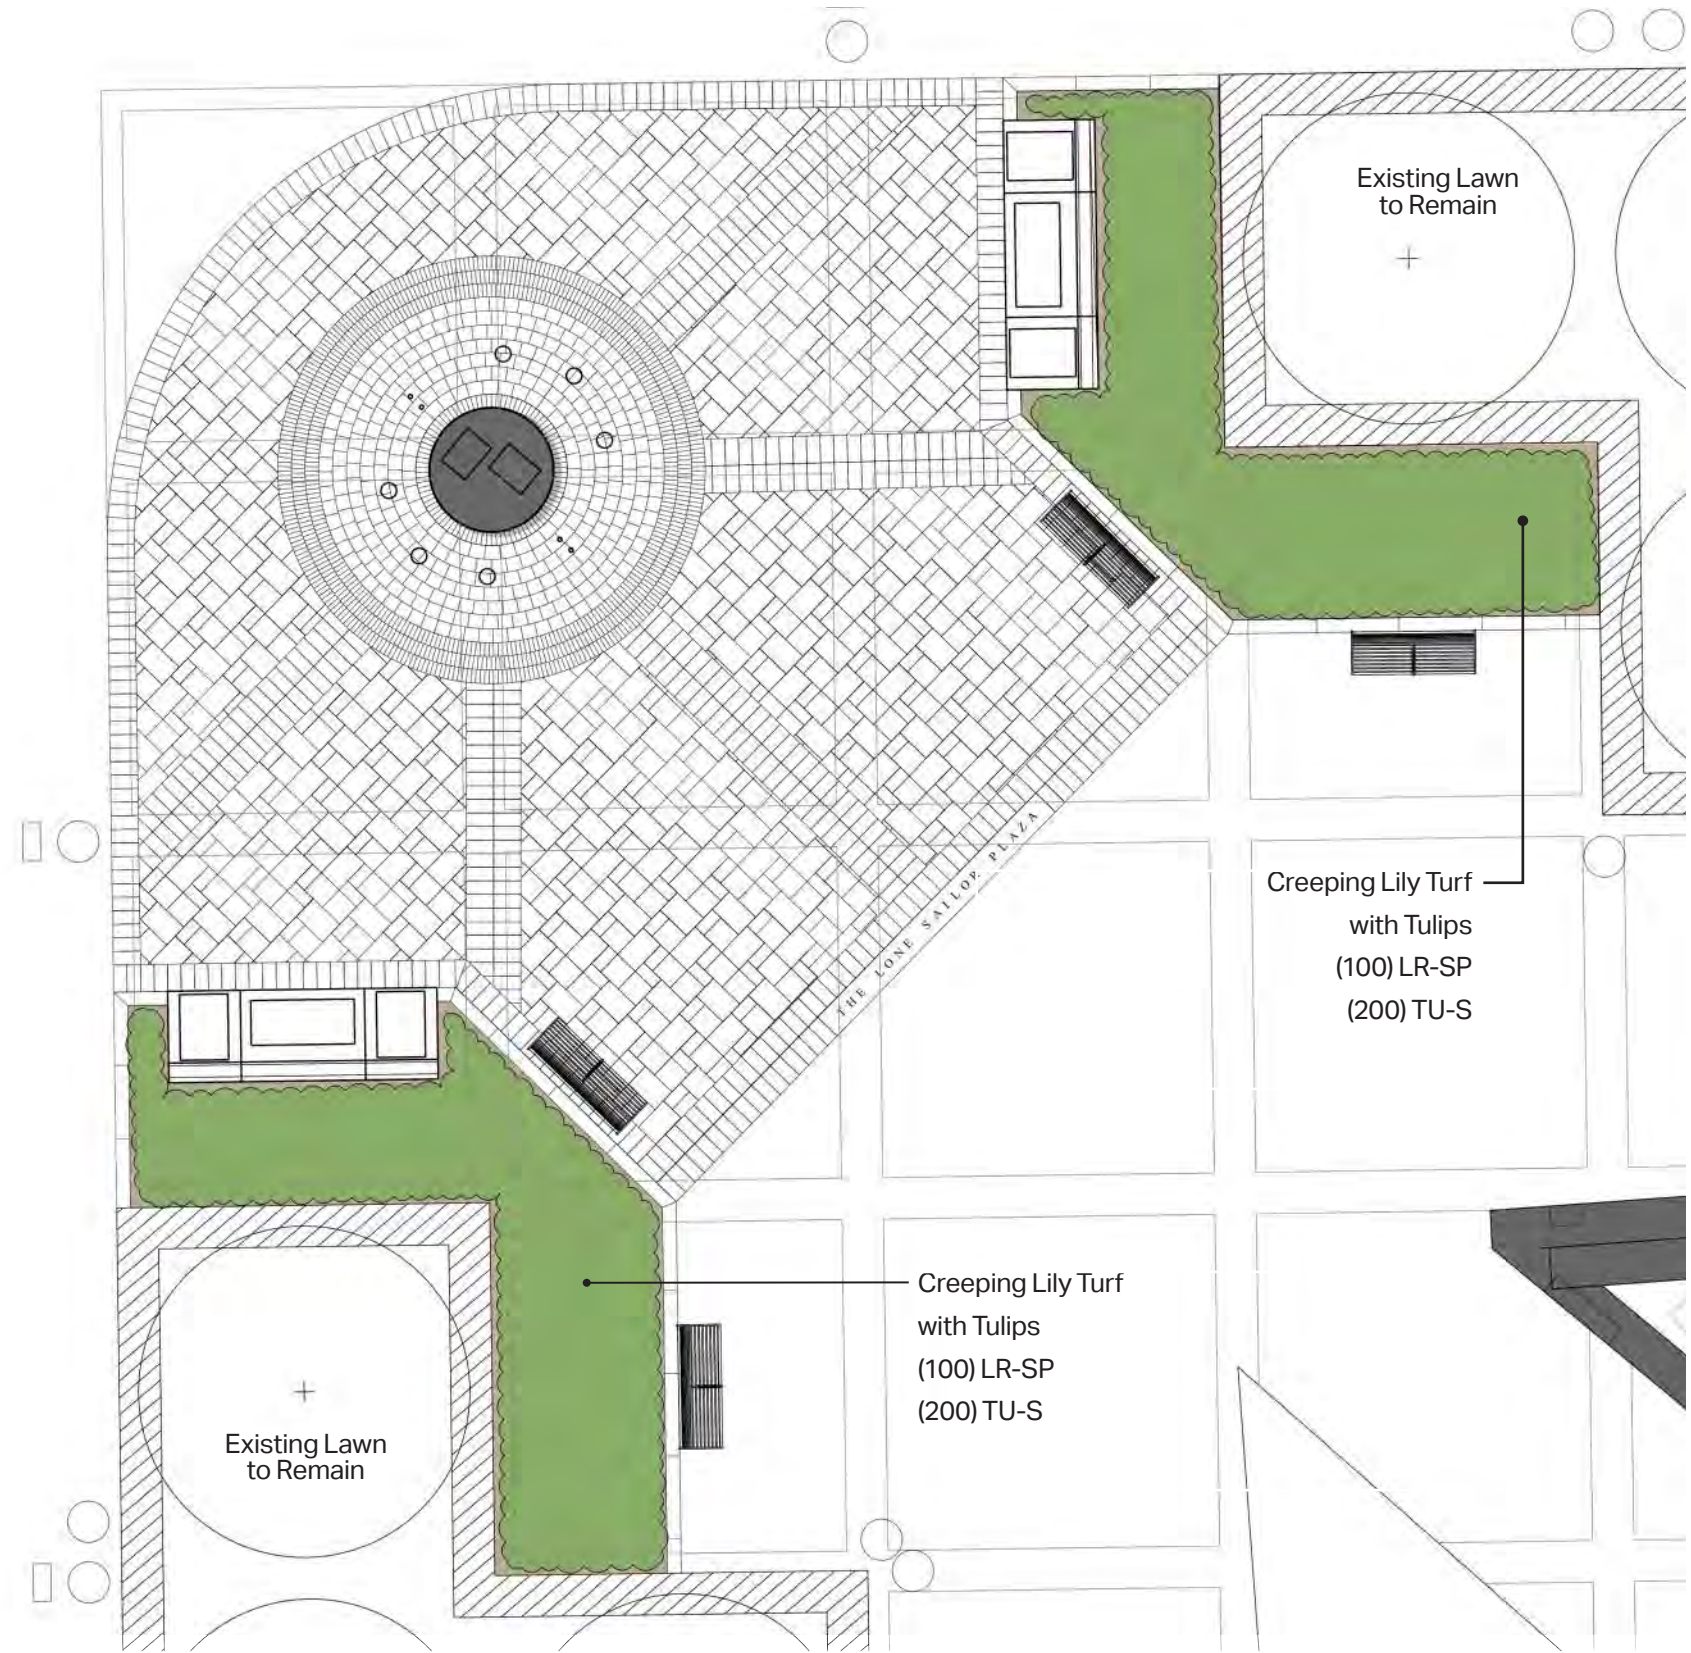 Existing Lawn
to Remain
THE LONE SAILOR PLAZA
Creeping Lily Turf
with Tulips
(100) LR-SP
(200) TU-S
Creeping Lily Turf
with Tulips
(100) LR-SP
(200) TU-S
Existing Lawn
to Remain